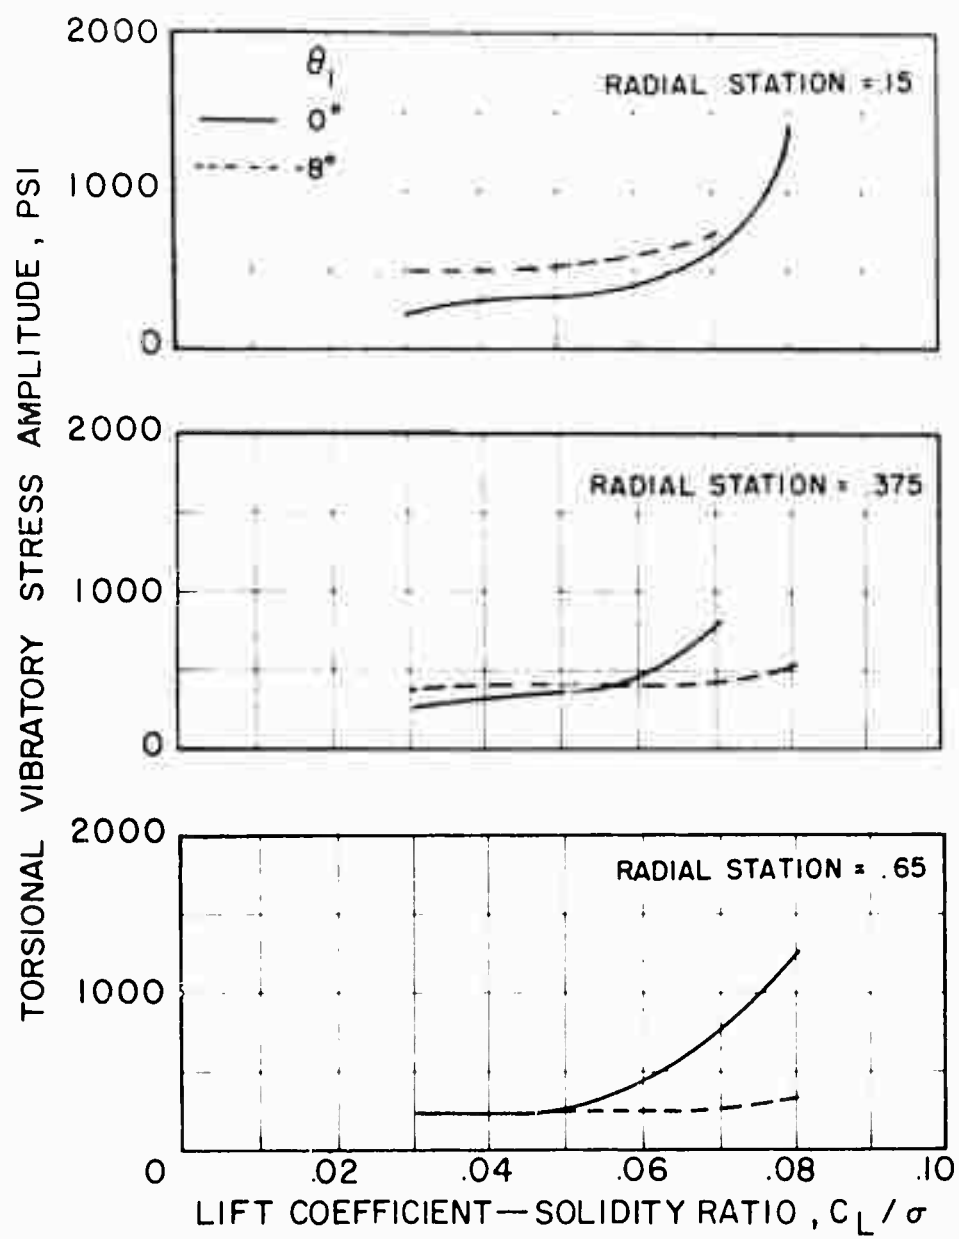 TORSIONAL VIBRATORY STRESS AMPLITUDE, PSI
2000
θ₁
RADIAL STATION = .15
0°
8°
1000
0
2000
RADIAL STATION = .375
1000
0
2000
RADIAL STATION = .65
1000
0 .02 .04 .06 .08 .10
LIFT COEFFICIENT—SOLIDITY RATIO, C_L/σ